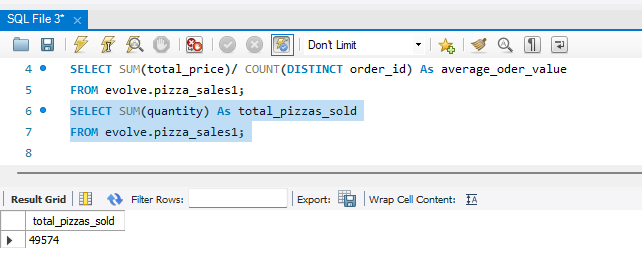 SQL File 3*
Don't Limit
4 SELECT SUM(total_price)/ COUNT(DISTINCT order_id) As average_oder_value
5 FROM evolve.pizza_sales1;
6 SELECT SUM(quantity) As total_pizzas_sold
7 FROM evolve.pizza_sales1;
8
Result Grid Filter Rows: Export: Wrap Cell Content:
total_pizzas_sold
49574